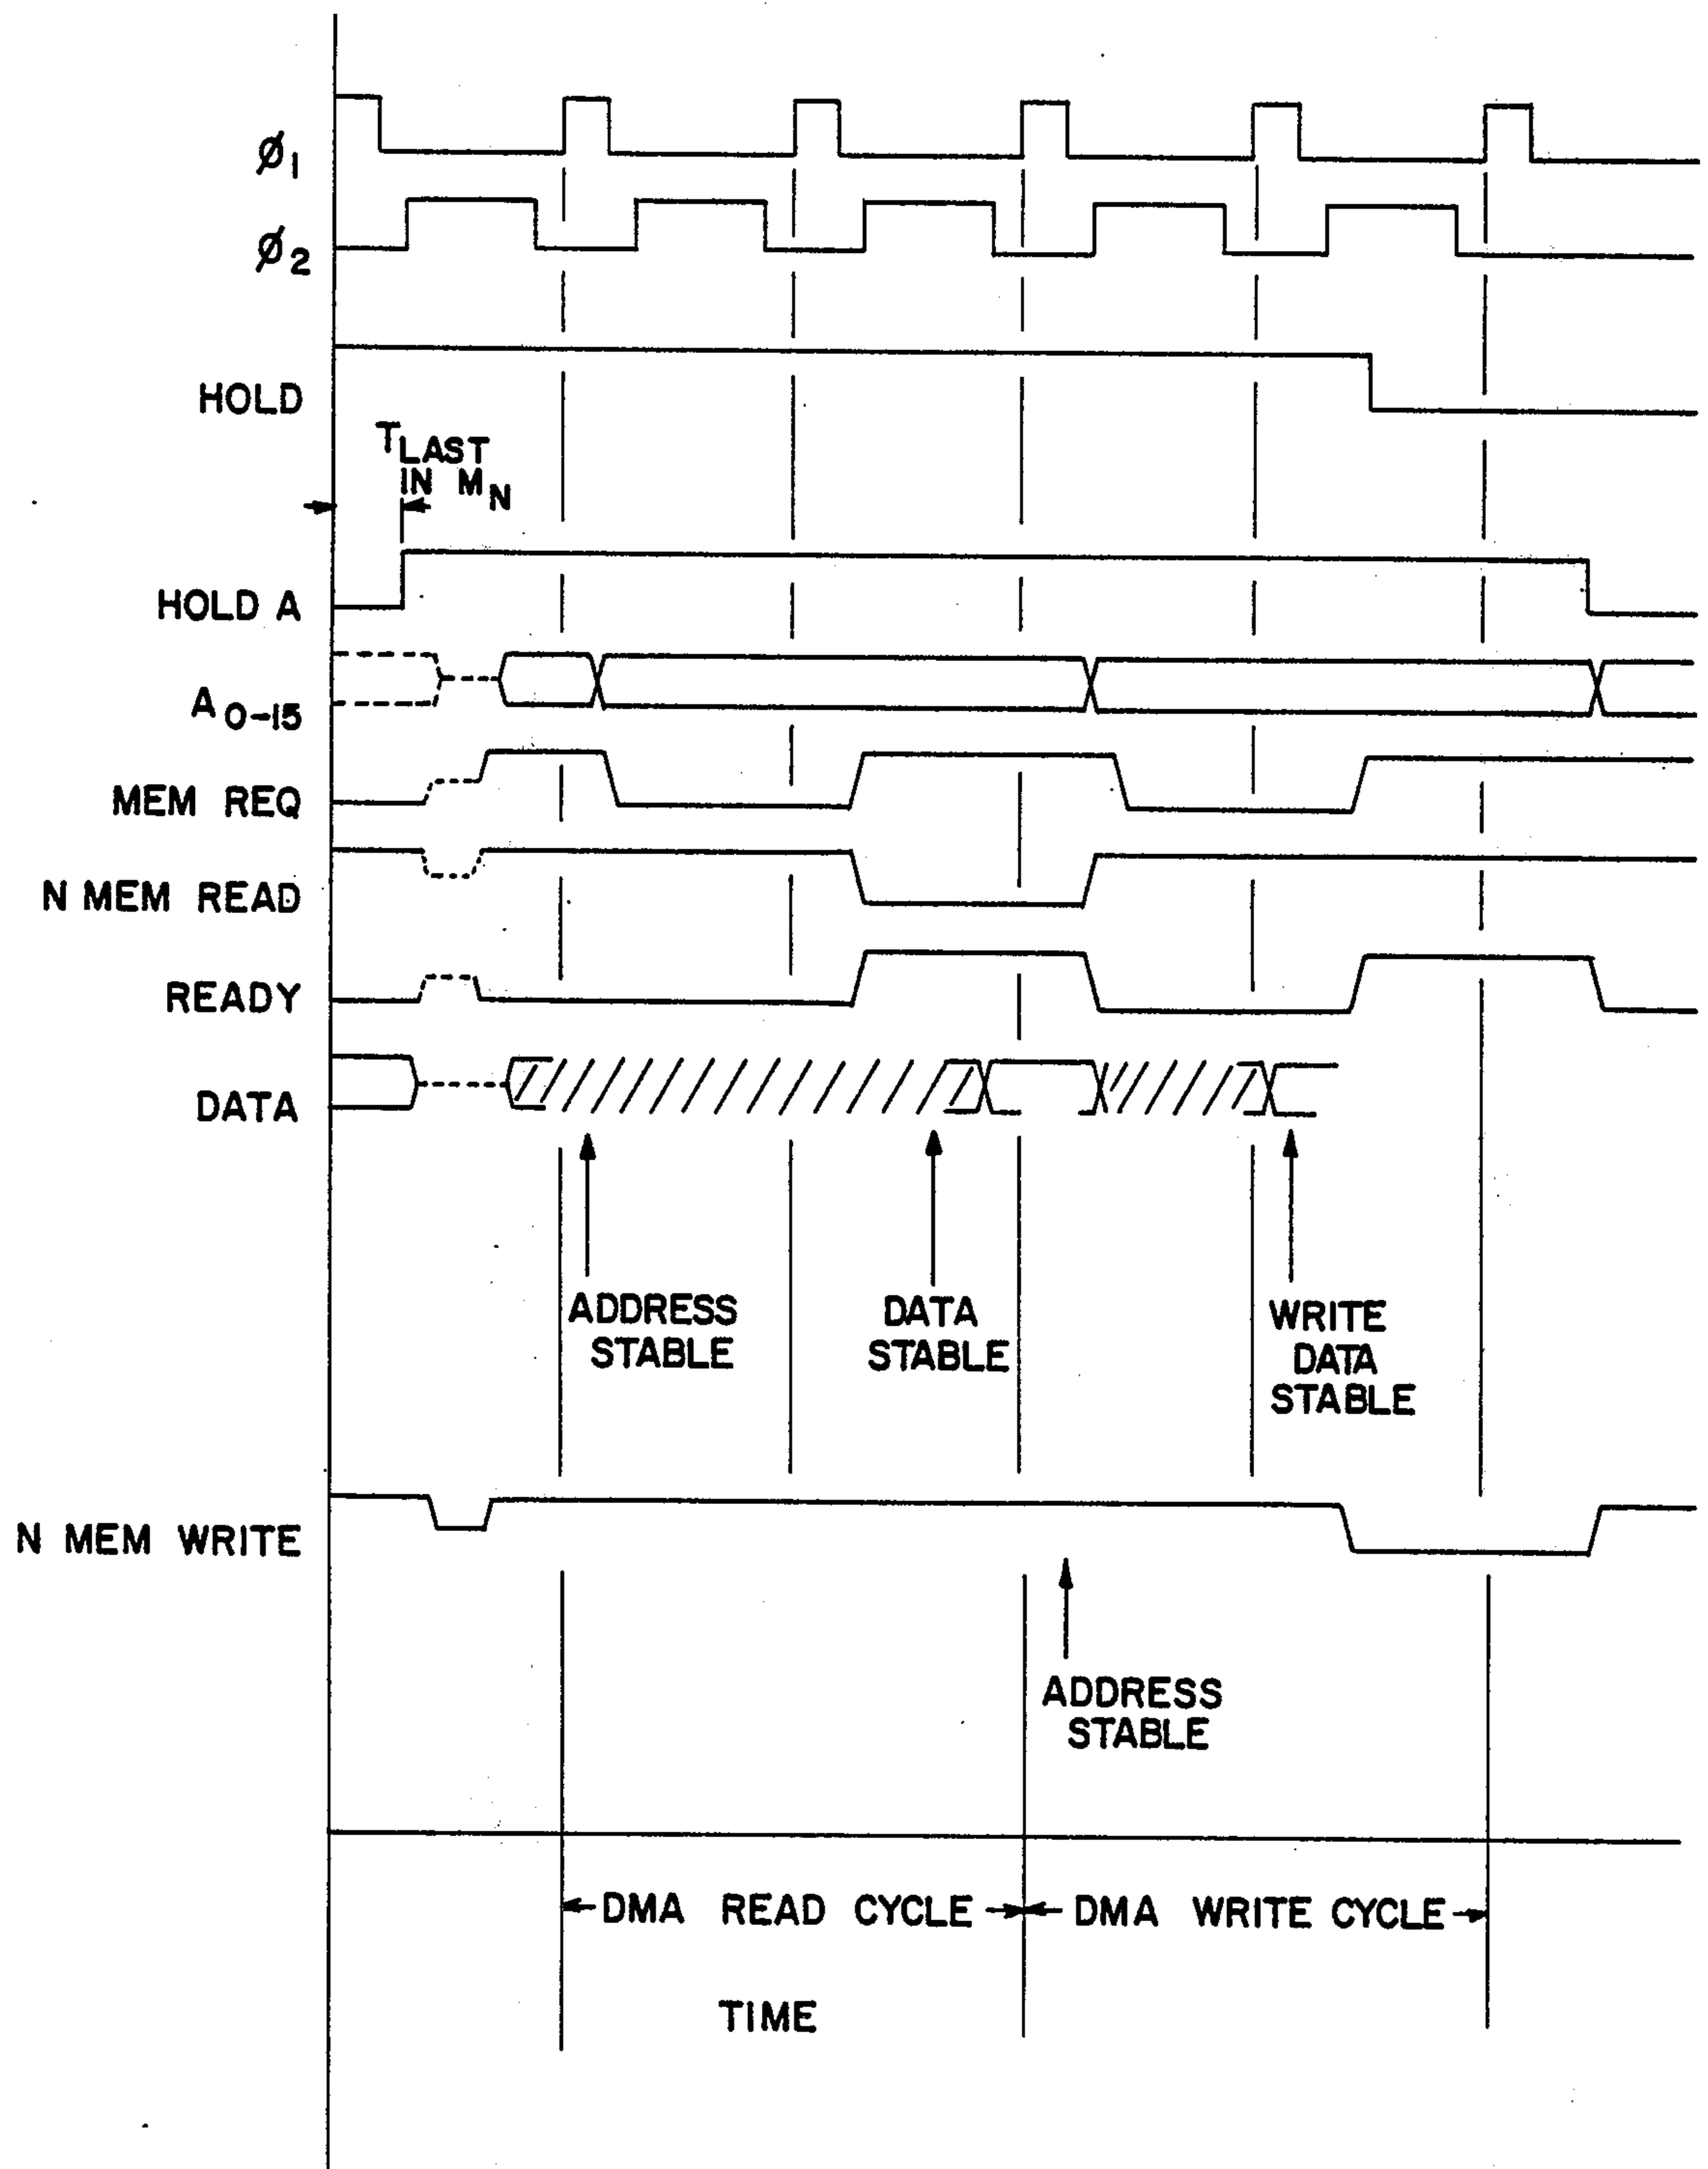 Ø1
Ø2
HOLD
TLAST
IN MN
HOLD A
A0-15
MEM REQ
N MEM READ
READY
DATA
ADDRESS
STABLE
DATA
STABLE
WRITE
DATA
STABLE
N MEM WRITE
ADDRESS
STABLE
DMA READ CYCLE
DMA WRITE CYCLE
TIME